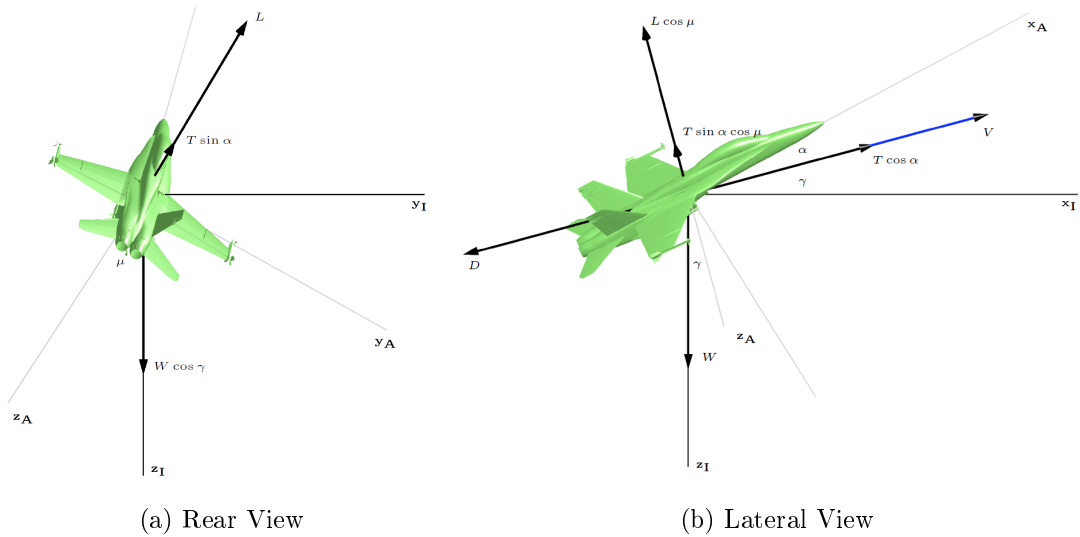 L
T sin α
y_I
μ
y_A
W cos γ
z_A
z_I
(a) Rear View
L cos μ
x_A
T sin α cos μ
α
V
T cos α
γ
x_I
D
γ
z_A
W
z_I
(b) Lateral View